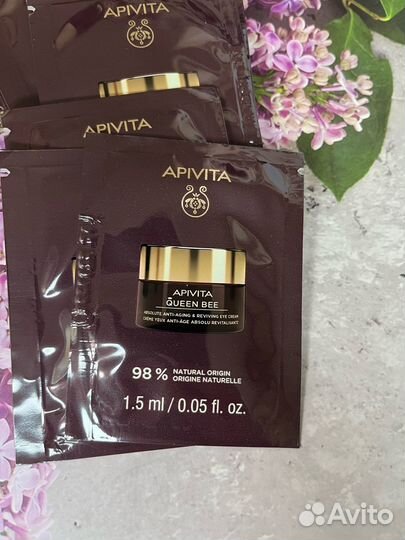 APIVITA
APIVITA
APIVITA
APIVITA
QUEEN BEE
ABSOLUTE ANTI-AGING & REVIVING EYE CREAM
CRÈME YEUX ANTI-ÂGE ABSOLU REVITALISANTE
98 % NATURAL ORIGIN
ORIGINE NATURELLE
1.5 ml / 0.05 fl. oz.
Avito